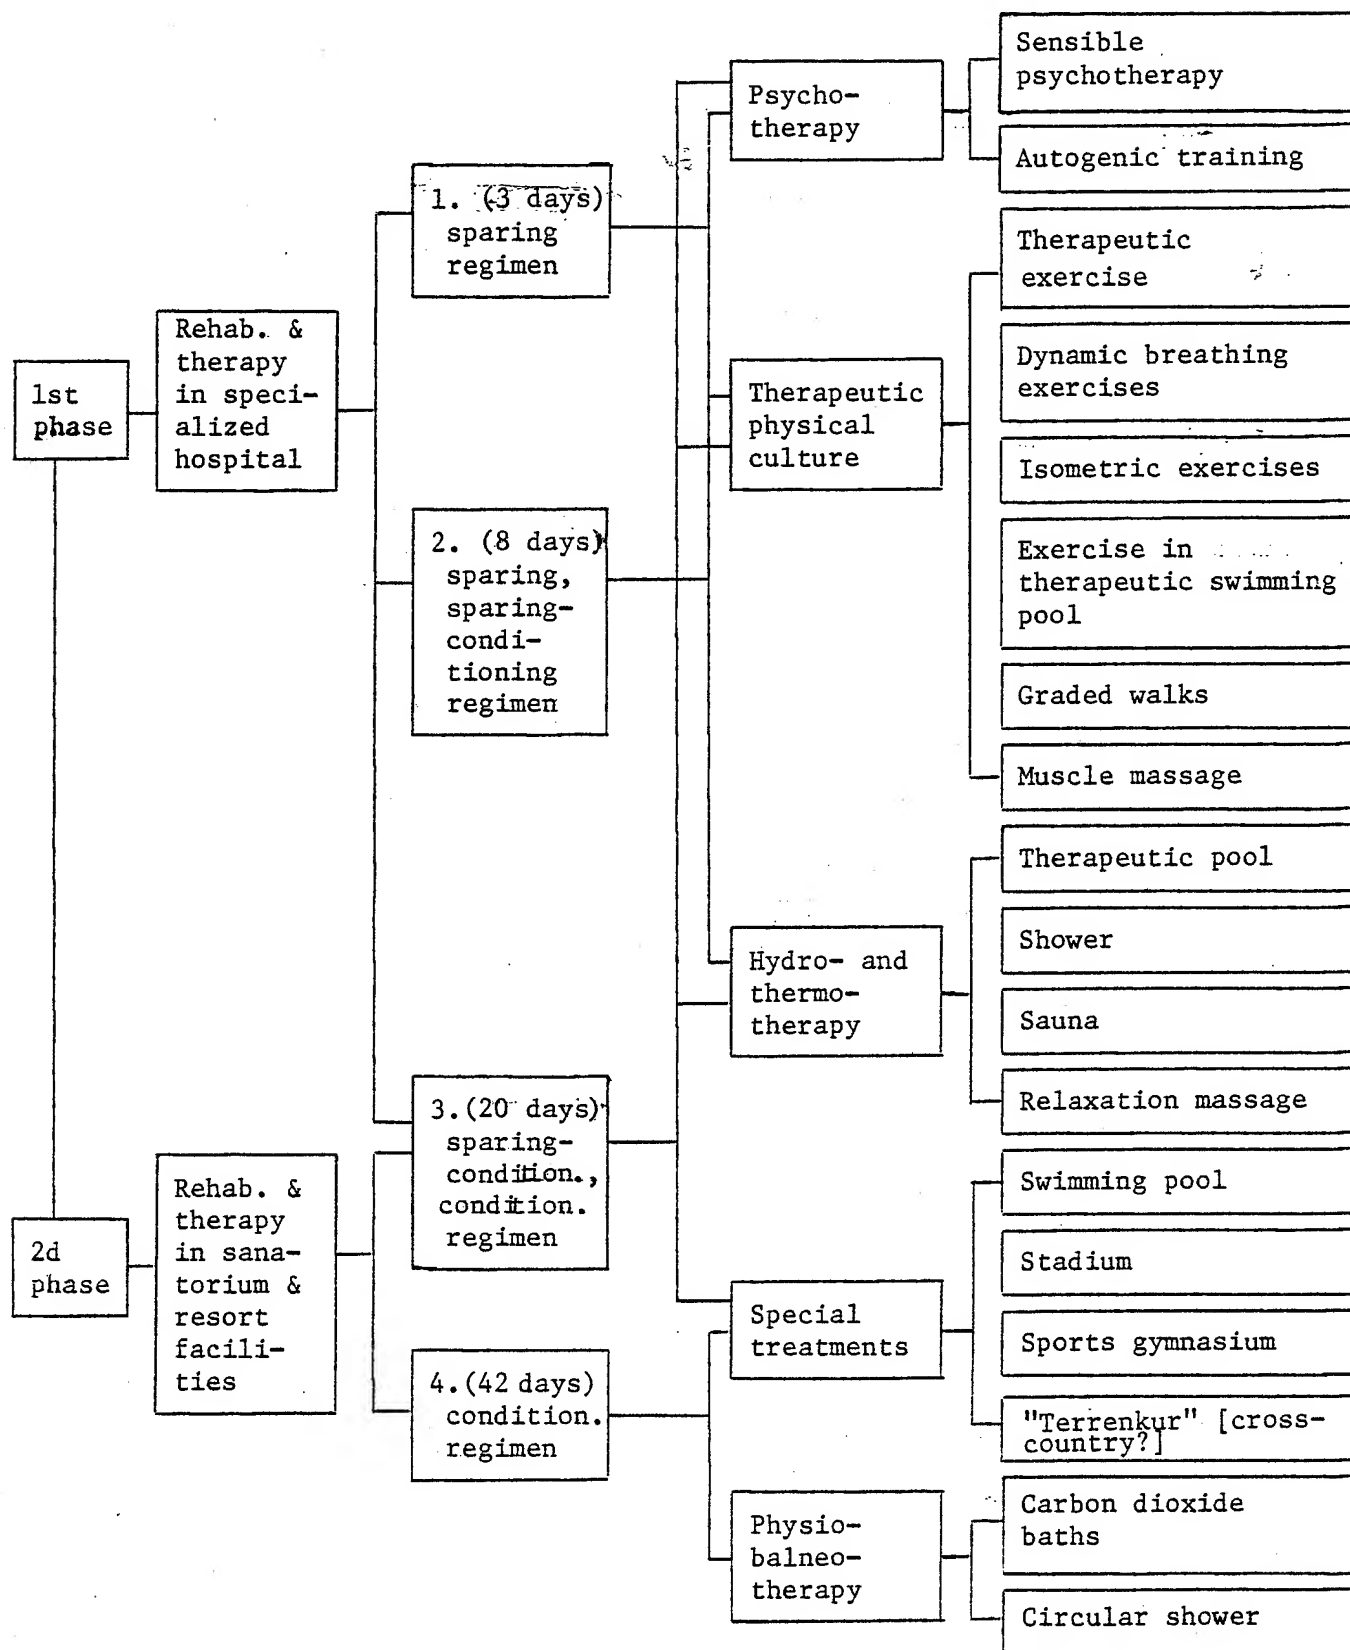 1st
phase
Rehab. &
therapy
in speci-
alized
hospital
2d
phase
Rehab. &
therapy
in sana-
torium &
resort
facili-
ties
1. (3 days)
sparing
regimen
2. (8 days)
sparing,
sparing-
condi-
tioning
regimen
3. (20 days)
sparing-
condition.,
condition.
regimen
4. (42 days)
condition.
regimen
Psycho-
therapy
Therapeutic
physical
culture
Hydro- and
thermo-
therapy
Special
treatments
Physio-
balneo-
therapy
Sensible
psychotherapy
Autogenic training
Therapeutic
exercise
Dynamic breathing
exercises
Isometric exercises
Exercise in
therapeutic swimming
pool
Graded walks
Muscle massage
Therapeutic pool
Shower
Sauna
Relaxation massage
Swimming pool
Stadium
Sports gymnasium
"Terrenkur" [cross-
country?]
Carbon dioxide
baths
Circular shower